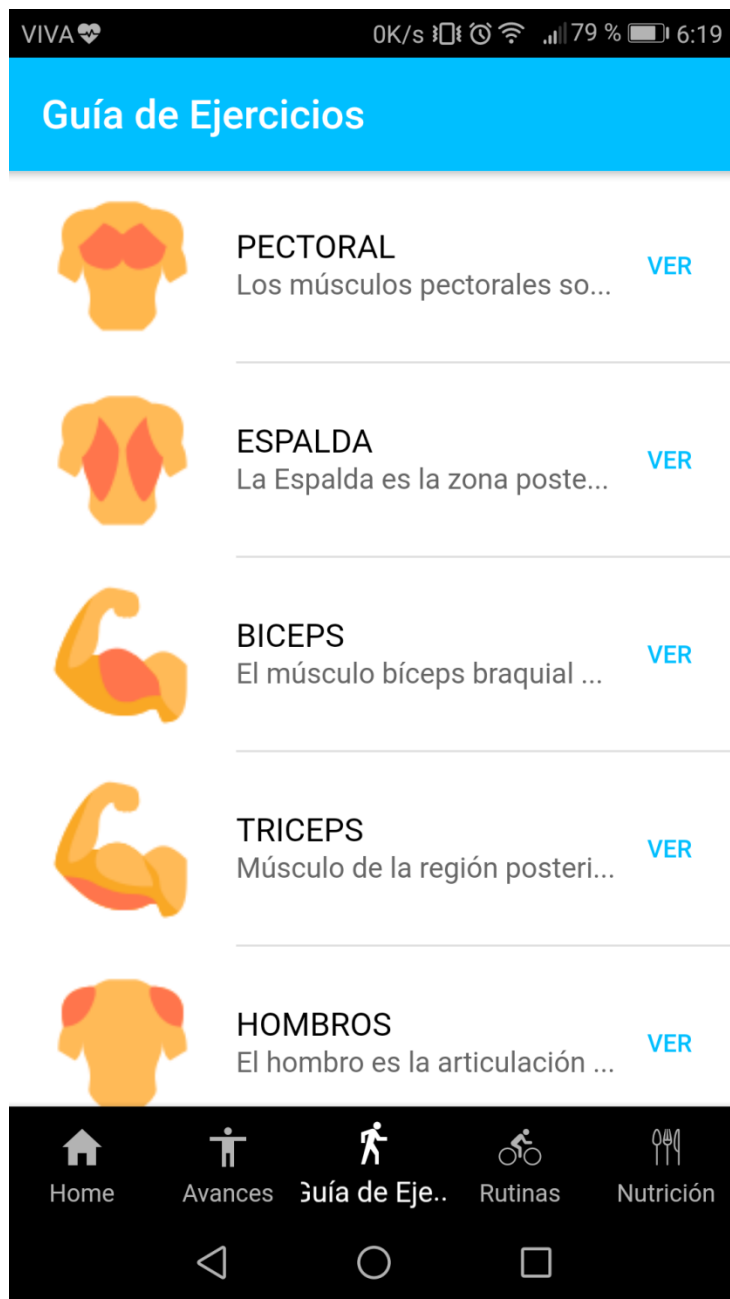 VIVA 0K/s 79 % 6:19
Guía de Ejercicios
PECTORAL
Los músculos pectorales so...
VER
ESPALDA
La Espalda es la zona poste...
VER
BICEPS
El músculo bíceps braquial ...
VER
TRICEPS
Músculo de la región posteri...
VER
HOMBROS
El hombro es la articulación ...
VER
Home Avances Guía de Eje.. Rutinas Nutrición